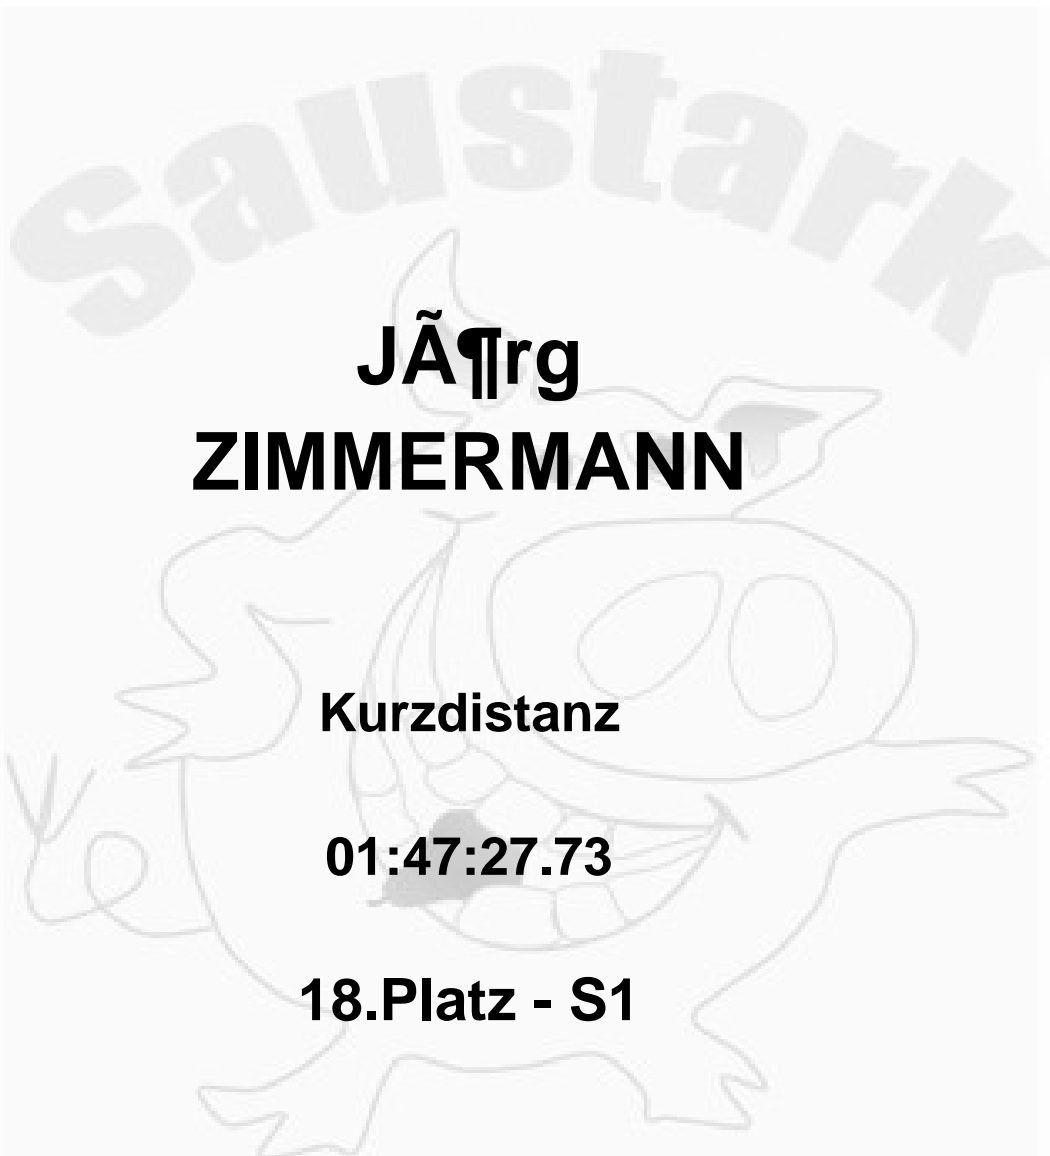 Saustark
JÃ¶rg
ZIMMERMANN
Kurzdistanz
01:47:27.73
18.Platz - S1